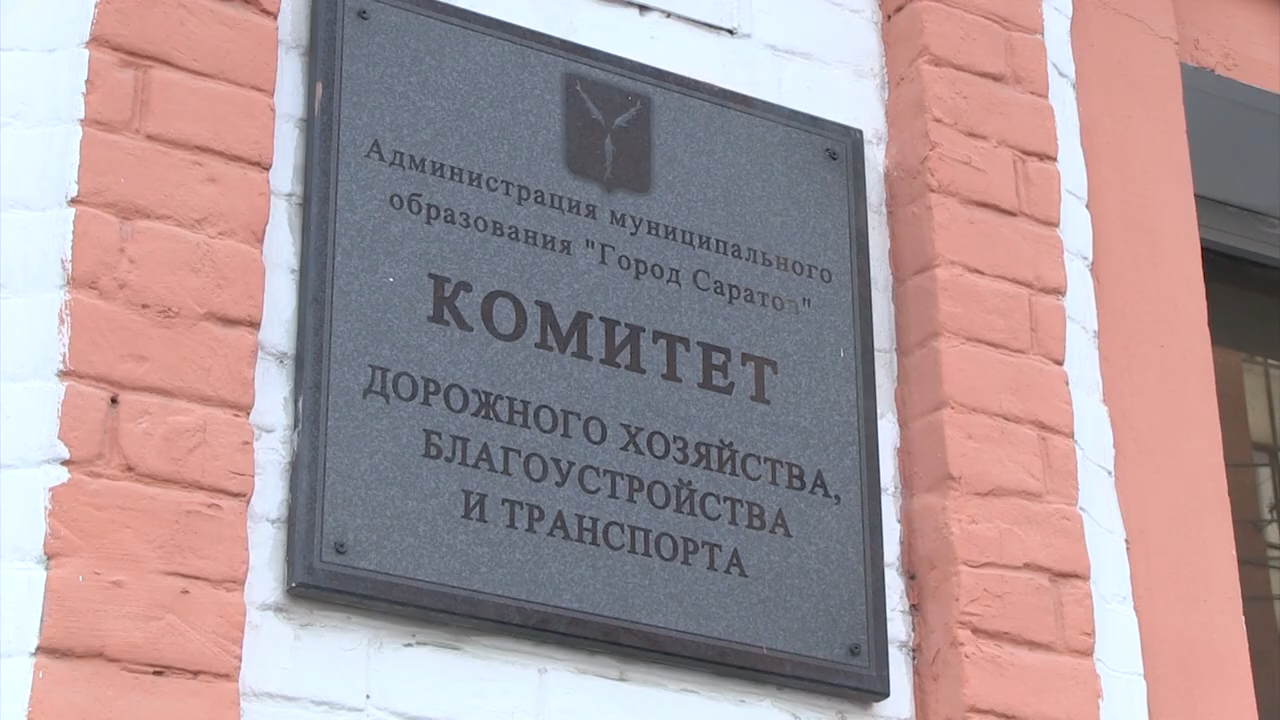 Администрация муниципального
образования "Город Саратов"
КОМИТЕТ
ДОРОЖНОГО ХОЗЯЙСТВА,
БЛАГОУСТРОЙСТВА
И ТРАНСПОРТА